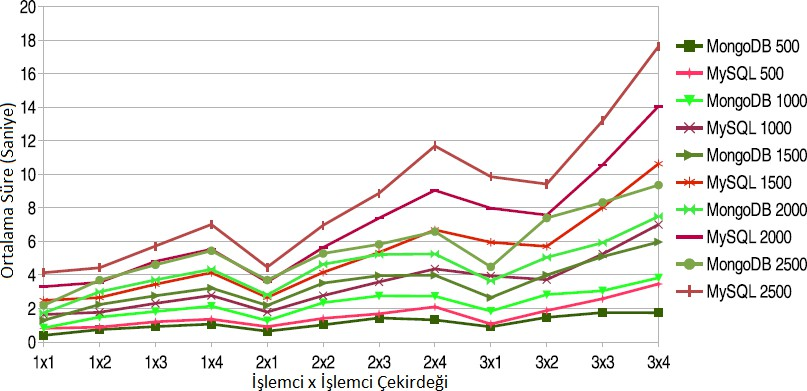 20
18
16
14
12
10
8
6
4
2
0
Ortalama Süre (Saniye)
1x1 1x2 1x3 1x4 2x1 2x2 2x3 2x4 3x1 3x2 3x3 3x4
İşlemci x İşlemci Çekirdeği
MongoDB 500
MySQL 500
MongoDB 1000
MySQL 1000
MongoDB 1500
MySQL 1500
MongoDB 2000
MySQL 2000
MongoDB 2500
MySQL 2500